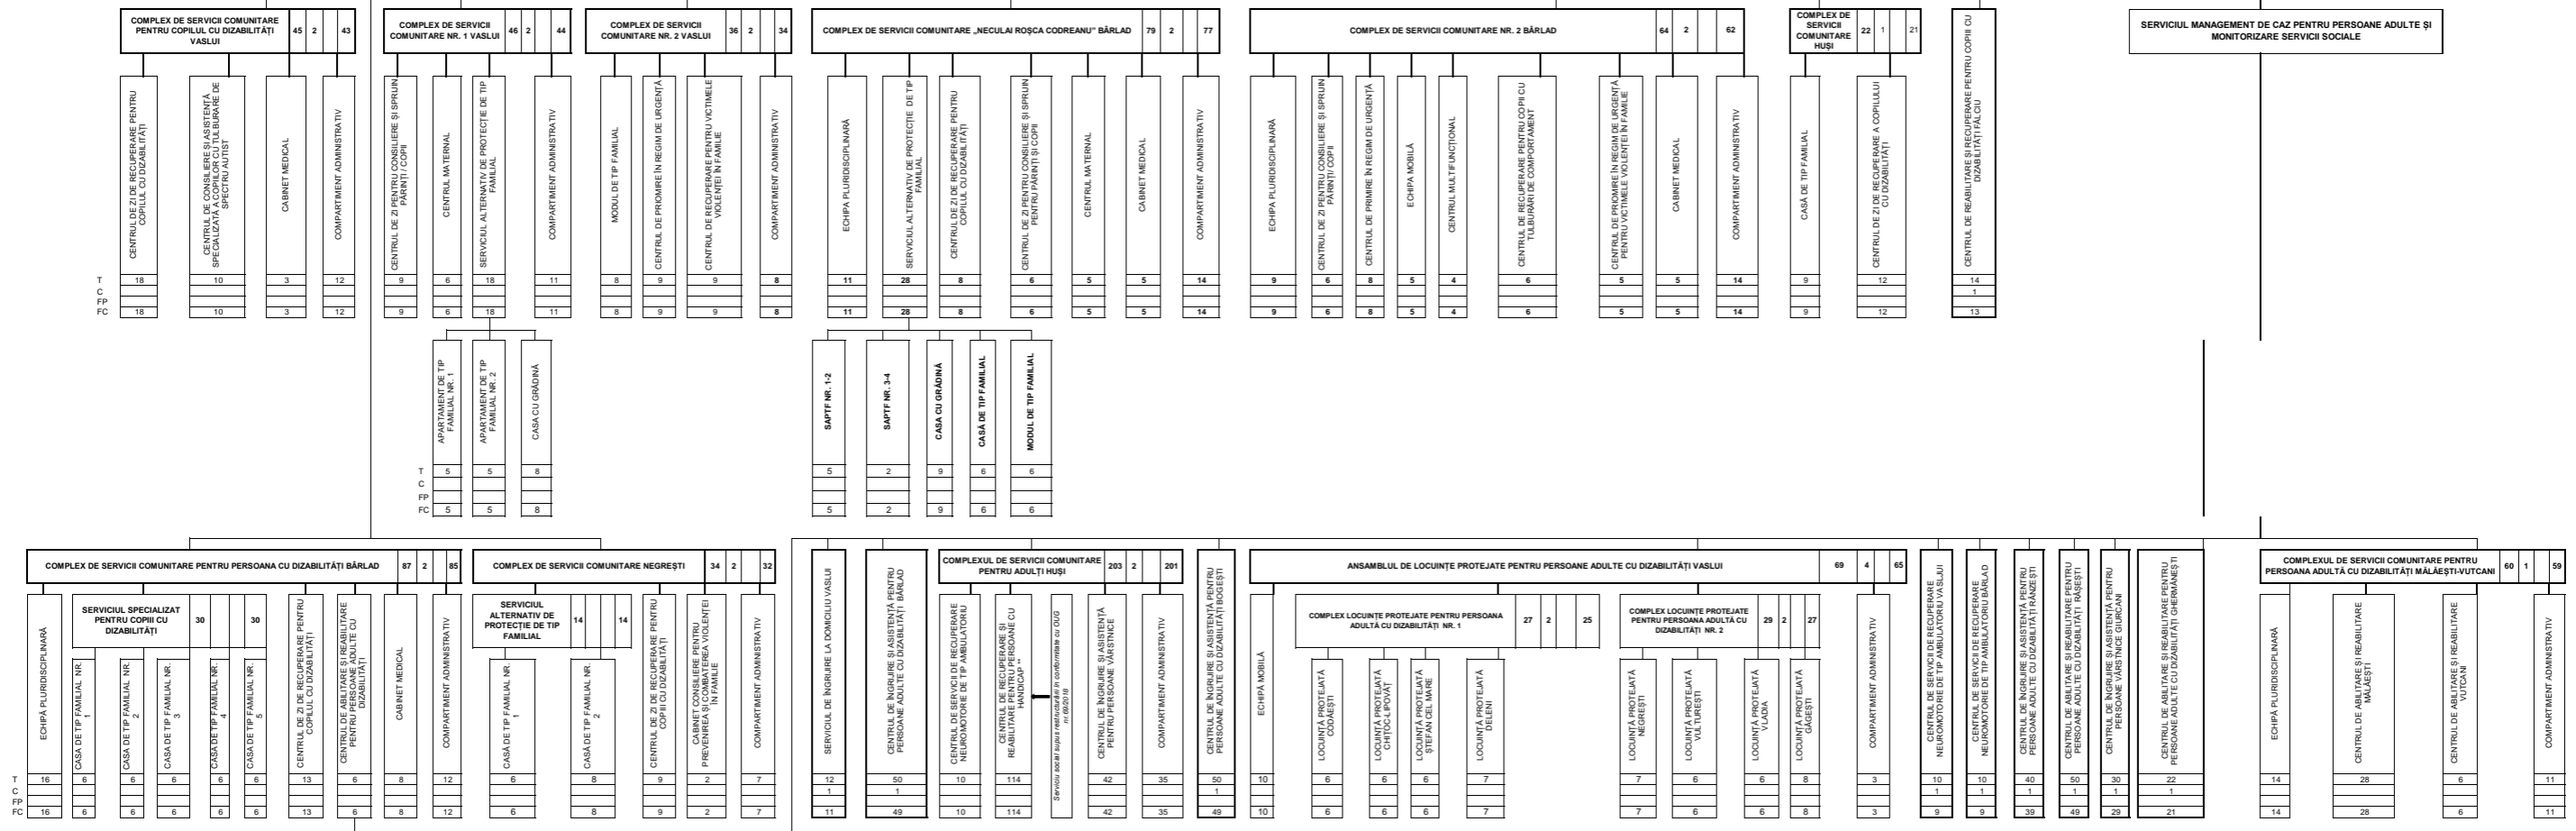 COMPLEX DE SERVICII COMUNITARE
PENTRU COPILUL CU DIZABILITĂȚI
VASLUI
45 2 43
COMPLEX DE SERVICII
COMUNITARE NR. 1 VASLUI
46 2 44
COMPLEX DE SERVICII
COMUNITARE NR. 2 VASLUI
36 2 34
COMPLEX DE SERVICII COMUNITARE „NECULAI ROȘCA CODREANU” BÂRLAD
79 2 77
COMPLEX DE SERVICII COMUNITARE NR. 2 BÂRLAD
64 2 62
COMPLEX DE
SERVICII
COMUNITARE
HUȘI
22 1 21
CENTRUL DE REABILITARE ȘI RECUPERARE PENTRU COPIII CU
DIZABILITĂȚI FĂLCIU
SERVICIUL MANAGEMENT DE CAZ PENTRU PERSOANE ADULTE ȘI
MONITORIZARE SERVICII SOCIALE
CENTRUL DE ZI DE RECUPERARE PENTRU
COPILUL CU DIZABILITĂȚI
CENTRUL DE CONSILIERE ȘI ASISTENȚĂ
SPECIALIZATĂ A COPIILOR CU TULBURARE DE
SPECTRU AUTIST
CABINET MEDICAL
COMPARTIMENT ADMINISTRATIV
CENTRUL DE ZI PENTRU CONSILIERE ȘI SPRIJIN
PĂRINȚI / COPII
CENTRUL MATERNAL
SERVICIUL ALTERNATIV DE PROTECȚIE DE TIP
FAMILIAL
COMPARTIMENT ADMINISTRATIV
MODUL DE TIP FAMILIAL
CENTRUL DE PRIOMIRE ÎN REGIM DE URGENȚĂ
CENTRUL DE RECUPERARE PENTRU VICTIMELE
VIOLENȚEI ÎN FAMILIE
COMPARTIMENT ADMINISTRATIV
ECHIPA PLURIDISCIPLINARĂ
SERVICIUL ALTERNATIV DE PROTECȚIE DE TIP
FAMILIAL
CENTRUL DE ZI DE RECUPERARE PENTRU
COPILUL CU DIZABILITĂȚI
CENTRUL DE ZI PENTRU CONSILIERE ȘI SPRIJIN
PENTRU PĂRINȚI ȘI COPII
CENTRUL MATERNAL
CABINET MEDICAL
COMPARTIMENT ADMINISTRATIV
ECHIPA PLURIDISCIPLINARĂ
CENTRUL DE ZI PENTRU CONSILIERE ȘI SPRIJIN
PĂRINȚI/ COPII
CENTRUL DE PRIMIRE ÎN REGIM DE URGENȚĂ
ECHIPA MOBILĂ
CENTRUL MULTIFUNCȚIONAL
CENTRUL DE RECUPERARE PENTRU COPII CU
TULBURĂRI DE COMPORTAMENT
CENTRUL DE PRIOMIRE ÎN REGIM DE URGENȚĂ
PENTRU VICTIMELE VIOLENȚEI ÎN FAMILIE
CABINET MEDICAL
COMPARTIMENT ADMINISTRATIV
CASĂ DE TIP FAMILIAL
CENTRUL DE ZI DE RECUPERARE A COPILULUI
CU DIZABILITĂȚI
T 18 10 3 12 9 6 18 11 8 9 9 8 11 28 8 6 5 5 14 9 6 8 5 4 6 5 5 14 9 12 14
C 1
FP
FC 18 10 3 12 9 6 18 11 8 9 9 8 11 28 8 6 5 5 14 9 6 8 5 4 6 5 5 14 9 12 13
APARTAMENT DE TIP
FAMILIAL NR. 1
APARTAMENT DE TIP
FAMILIAL NR. 2
CASA CU GRĂDINĂ
SAPTF NR. 1-2
SAPTF NR. 3-4
CASA CU GRĂDINĂ
CASĂ DE TIP FAMILIAL
MODUL DE TIP FAMILIAL
T 5 5 8 5 2 9 6 6
C
FP
FC 5 5 8 5 2 9 6 6
COMPLEX DE SERVICII COMUNITARE PENTRU PERSOANA CU DIZABILITĂȚI BÂRLAD
87 2 85
COMPLEX DE SERVICII COMUNITARE NEGREȘTI
34 2 32
SERVICIUL DE ÎNGRIJIRE LA DOMICILIU VASLUI
CENTRUL DE ÎNGRIJIRE ȘI ASISTENȚĂ PENTRU
PERSOANE ADULTE CU DIZABILITĂȚI BÂRLAD
COMPLEXUL DE SERVICII COMUNITARE
PENTRU ADULȚI HUȘI
203 2 201
CENTRUL DE ÎNGRIJIRE ȘI ASISTENȚĂ PENTRU
PERSOANE ADULTE CU DIZABILITĂȚI BOGEȘTI
ANSAMBLUL DE LOCUINȚE PROTEJATE PENTRU PERSOANE ADULTE CU DIZABILITĂȚI VASLUI
69 4 65
CENTRUL DE SERVICII DE RECUPERARE
NEUROMOTORIE DE TIP AMBULATORIU VASLJUI
CENTRUL DE SERVICII DE RECUPERARE
NEUROMOTORIE DE TIP AMBULATORIU BÂRLAD
CENTRUL DE ÎNGRIJIRE ȘI ASISTENȚĂ PENTRU
PERSOANE ADULTE CU DIZABILITĂȚI RÂNZEȘTI
CENTRUL DE ABILITARE ȘI REABILITARE PENTRU
PERSOANE ADULTE CU DIZABILITĂȚI RÂȘEȘTI
CENTRUL DE ÎNGRIJIRE ȘI ASISTENȚĂ PENTRU
PERSOANE VÂRSTNICE GIURCANI
CENTRUL DE ABILITARE ȘI REABILITARE PENTRU
PERSOANE ADULTE CU DIZABILITĂȚI GHERMĂNEȘTI
COMPLEXUL DE SERVICII COMUNITARE PENTRU
PERSOANA ADULTĂ CU DIZABILITĂȚI MĂLĂEȘTI-VUTCANI
60 1 59
ECHIPĂ PLURIDISCIPLINARĂ
SERVICIUL SPECIALIZAT
PENTRU COPIII CU
DIZABILITĂȚI
30 30
CASA DE TIP FAMILIAL NR.
1
CASA DE TIP FAMILIAL NR.
2
CASA DE TIP FAMILIAL NR.
3
CASA DE TIP FAMILIAL NR.
4
CASA DE TIP FAMILIAL NR.
5
CENTRUL DE ZI DE RECUPERARE PENTRU
COPILUL CU DIZABILITĂȚI
CENTRUL DE ABILITARE ȘI REABILITARE
PENTRU PERSOANE ADULTE CU
DIZABILITĂȚI
CABINET MEDICAL
COMPARTIMENT ADMINISTRATIV
SERVICIUL
ALTERNATIV DE
PROTECȚIE DE TIP
FAMILIAL
14 14
CASĂ DE TIP FAMILIAL NR.
1
CASĂ DE TIP FAMILIAL NR.
2
CENTRUL DE ZI DE RECUPERARE PENTRU
COPIII CU DIZABILITĂȚI
CABINET CONSILIERE PENTRU
PREVENIREA ȘI COMBATEREA VIOLENȚEI
ÎN FAMILIE
COMPARTIMENT ADMINISTRATIV
CENTRUL DE SERVICII DE RECUPERARE
NEUROMOTORIE DE TIP AMBULATORIU
CENTRUL DE RECUPERARE ȘI
REABILITARE PENTRU PERSOANE CU
HANDICAP **
Serviciu social supus restructurării în conformitate cu OUG
nr.69/2018
CENTRUL DE ÎNGRIJIRE ȘI ASISTENȚĂ
PENTRU PERSOANE VÂRSTNICE
COMPARTIMENT ADMINISTRATIV
ECHIPĂ MOBILĂ
COMPLEX LOCUINȚE PROTEJATE PENTRU PERSOANA
ADULTĂ CU DIZABILITĂȚI NR. 1
27 2 25
LOCUINȚĂ PROTEJATĂ
CODĂEȘTI
LOCUINȚĂ PROTEJATĂ
CHIȚOC-LIPOVĂȚ
LOCUINȚĂ PROTEJATĂ
ȘTEFAN CEL MARE
LOCUINȚĂ PROTEJATĂ
DELENI
COMPLEX LOCUINȚE PROTEJATE
PENTRU PERSOANA ADULTĂ CU
DIZABILITĂȚI NR. 2
29 2 27
LOCUINȚĂ PROTEJATĂ
NEGREȘTI
LOCUINȚĂ PROTEJATĂ
VULTUREȘTI
LOCUINȚĂ PROTEJATĂ
VLADIA
LOCUINȚĂ PROTEJATĂ
GĂGEȘTI
COMPARTIMENT ADMINISTRATIV
ECHIPĂ PLURIDISCIPLINARĂ
CENTRUL DE ABILITARE ȘI REABILITARE
MĂLĂEȘTI
CENTRUL DE ABILITARE ȘI REABILITARE
VUTCANI
COMPARTIMENT ADMINISTRATIV
T 16 6 6 6 6 6 13 6 8 12 6 8 9 2 7 12 50 10 114 42 35 50 10 6 6 6 7 7 6 6 8 3 10 10 40 50 30 22 14 28 6 11
C 1 1 1 1 1 1 1 1 1
FP
FC 16 6 6 6 6 6 13 6 8 12 6 8 9 2 7 11 49 10 114 42 35 49 10 6 6 6 7 7 6 6 8 3 9 9 39 49 29 21 14 28 6 11